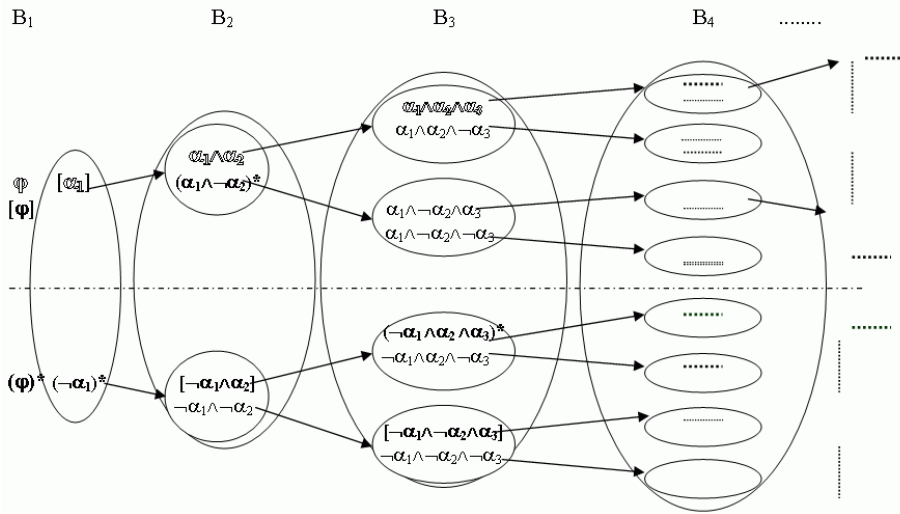 B₁ B₂ B₃ B₄ ........
α₁∧α₂∧α₃
α₁∧α₂∧¬α₃
α₁∧α₂
(α₁∧¬α₂)*
φ [α₁]
[φ]
α₁∧¬α₂∧α₃
α₁∧¬α₂∧¬α₃
(¬α₁∧α₂∧α₃)*
¬α₁∧α₂∧¬α₃
(φ)* (¬α₁)*
[¬α₁∧α₂]
¬α₁∧¬α₂
[¬α₁∧¬α₂∧α₃]
¬α₁∧¬α₂∧¬α₃